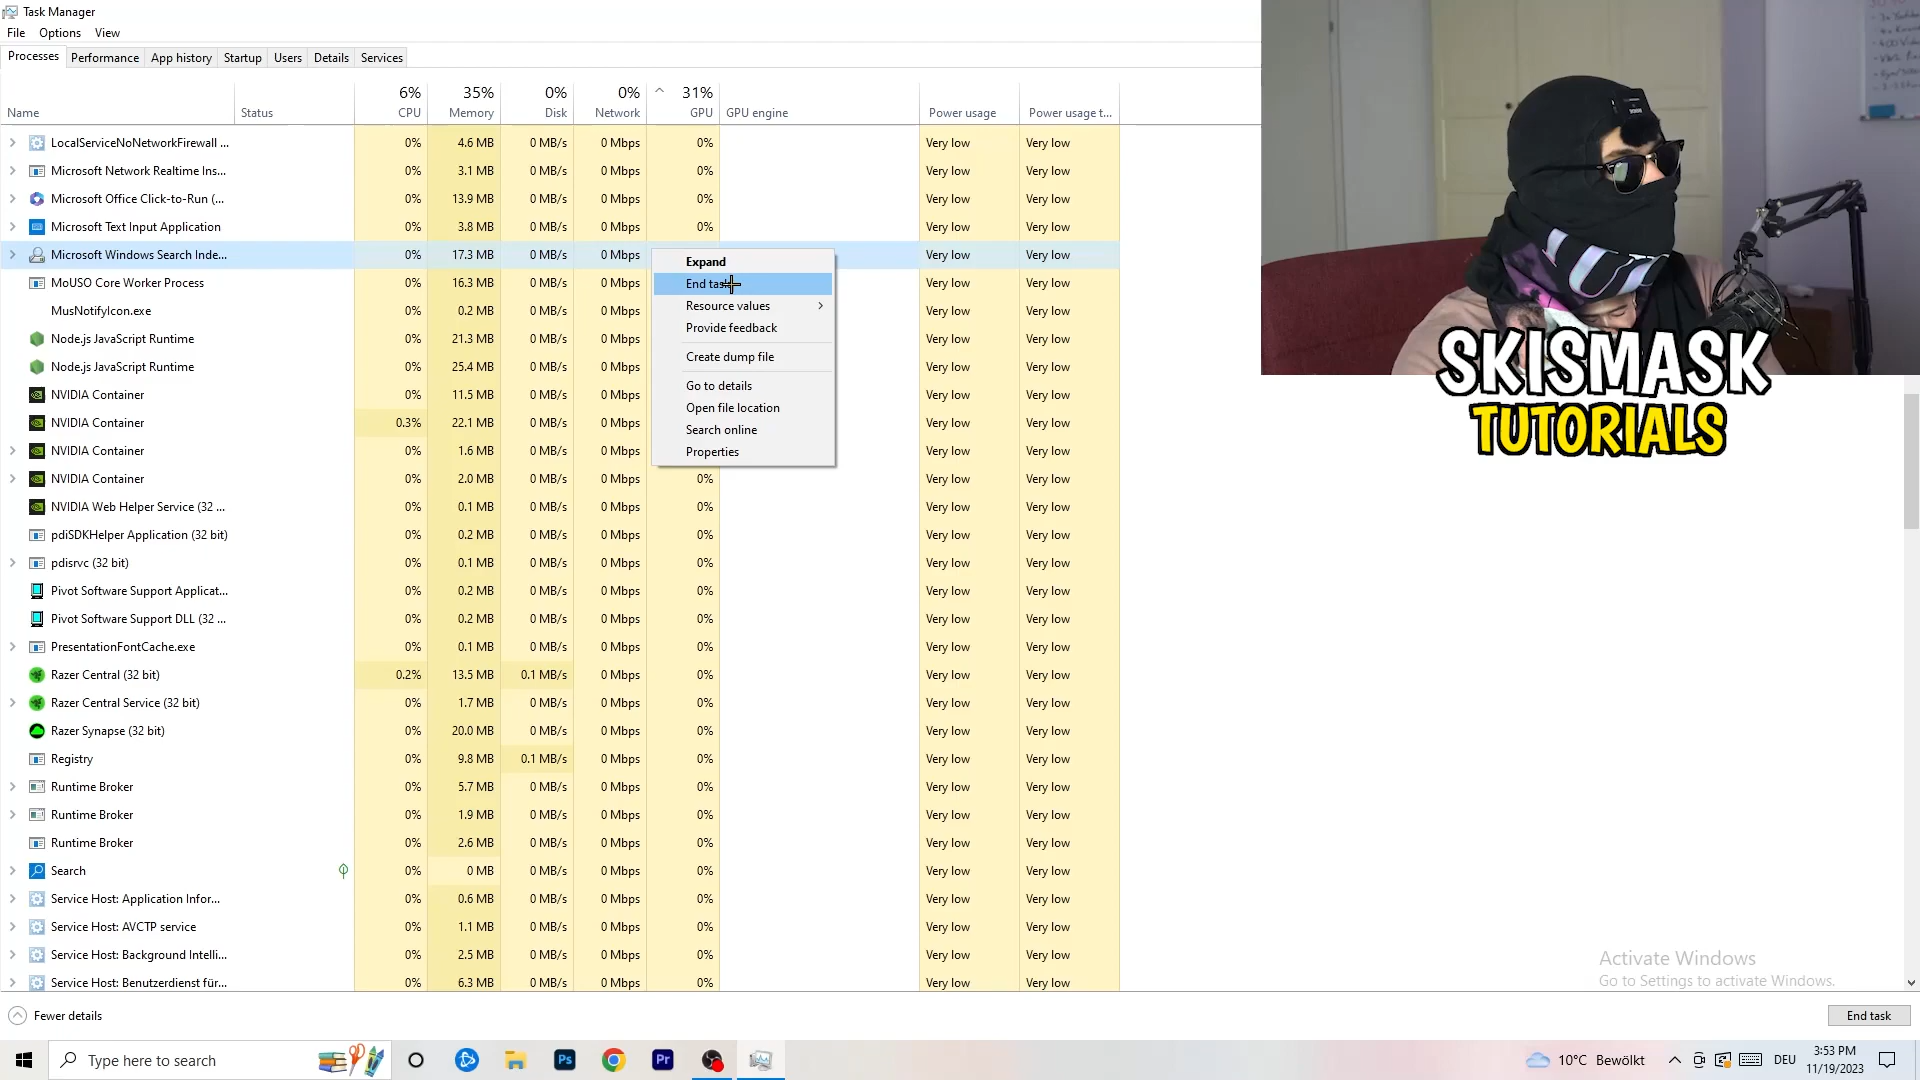 Task Manager
File Options View
Processes Performance App history Startup Users Details Services
6% 35% 0% 0% 31%
Name Status CPU Memory Disk Network GPU GPU engine Power usage Power usage t...
LocalServiceNoNetworkFirewall ... 0% 4.6 MB 0 MB/s 0 Mbps 0% Very low Very low
Microsoft Network Realtime Ins... 0% 3.1 MB 0 MB/s 0 Mbps 0% Very low Very low
Microsoft Office Click-to-Run (... 0% 13.9 MB 0 MB/s 0 Mbps 0% Very low Very low
Microsoft Text Input Application 0% 3.8 MB 0 MB/s 0 Mbps 0% Very low Very low
Microsoft Windows Search Inde... 0% 17.3 MB 0 MB/s 0 Mbps Very low Very low
MoUSO Core Worker Process 0% 16.3 MB 0 MB/s 0 Mbps Very low Very low
MusNotifyIcon.exe 0% 0.2 MB 0 MB/s 0 Mbps Very low Very low
Node.js JavaScript Runtime 0% 21.3 MB 0 MB/s 0 Mbps Very low Very low
Node.js JavaScript Runtime 0% 25.4 MB 0 MB/s 0 Mbps Very low Very low
NVIDIA Container 0% 11.5 MB 0 MB/s 0 Mbps Very low Very low
NVIDIA Container 0.3% 22.1 MB 0 MB/s 0 Mbps Very low Very low
NVIDIA Container 0% 1.6 MB 0 MB/s 0 Mbps Very low Very low
NVIDIA Container 0% 2.0 MB 0 MB/s 0 Mbps 0% Very low Very low
NVIDIA Web Helper Service (32 ... 0% 0.1 MB 0 MB/s 0 Mbps 0% Very low Very low
pdiSDKHelper Application (32 bit) 0% 0.2 MB 0 MB/s 0 Mbps 0% Very low Very low
pdisrvc (32 bit) 0% 0.1 MB 0 MB/s 0 Mbps 0% Very low Very low
Pivot Software Support Applicat... 0% 0.2 MB 0 MB/s 0 Mbps 0% Very low Very low
Pivot Software Support DLL (32 ... 0% 0.2 MB 0 MB/s 0 Mbps 0% Very low Very low
PresentationFontCache.exe 0% 0.1 MB 0 MB/s 0 Mbps 0% Very low Very low
Razer Central (32 bit) 0.2% 13.5 MB 0.1 MB/s 0 Mbps 0% Very low Very low
Razer Central Service (32 bit) 0% 1.7 MB 0 MB/s 0 Mbps 0% Very low Very low
Razer Synapse (32 bit) 0% 20.0 MB 0 MB/s 0 Mbps 0% Very low Very low
Registry 0% 9.8 MB 0.1 MB/s 0 Mbps 0% Very low Very low
Runtime Broker 0% 5.7 MB 0 MB/s 0 Mbps 0% Very low Very low
Runtime Broker 0% 1.9 MB 0 MB/s 0 Mbps 0% Very low Very low
Runtime Broker 0% 2.6 MB 0 MB/s 0 Mbps 0% Very low Very low
Search 0% 0 MB 0 MB/s 0 Mbps 0% Very low Very low
Service Host: Application Infor... 0% 0.6 MB 0 MB/s 0 Mbps 0% Very low Very low
Service Host: AVCTP service 0% 1.1 MB 0 MB/s 0 Mbps 0% Very low Very low
Service Host: Background Intelli... 0% 2.5 MB 0 MB/s 0 Mbps 0% Very low Very low
Service Host: Benutzerdienst für... 0% 6.3 MB 0 MB/s 0 Mbps 0% Very low Very low
Expand
End task
Resource values
Provide feedback
Create dump file
Go to details
Open file location
Search online
Properties
SKISMASK
TUTORIALS
Activate Windows
Go to Settings to activate Windows.
Fewer details
End task
Type here to search
Ps
Pr
10°C Bewölkt
DEU
3:53 PM
11/19/2023